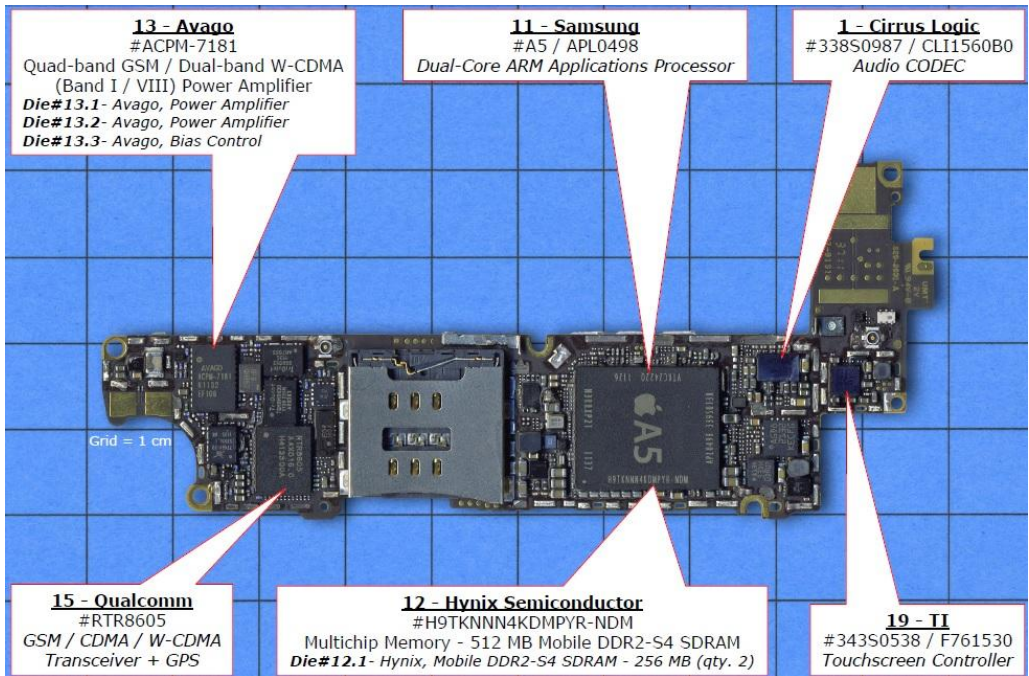 13 - Avago
#ACPM-7181
Quad-band GSM / Dual-band W-CDMA
(Band I / VIII) Power Amplifier
Die#13.1- Avago, Power Amplifier
Die#13.2- Avago, Power Amplifier
Die#13.3- Avago, Bias Control
11 - Samsung
#A5 / APL0498
Dual-Core ARM Applications Processor
1 - Cirrus Logic
#338S0987 / CLI1560B0
Audio CODEC
Grid = 1 cm
A5
APL0498
1137
RTR8605
15 - Qualcomm
#RTR8605
GSM / CDMA / W-CDMA
Transceiver + GPS
12 - Hynix Semiconductor
#H9TKNNN4KDMPYR-NDM
Multichip Memory - 512 MB Mobile DDR2-S4 SDRAM
Die#12.1- Hynix, Mobile DDR2-S4 SDRAM - 256 MB (qty. 2)
19 - TI
#343S0538 / F761530
Touchscreen Controller